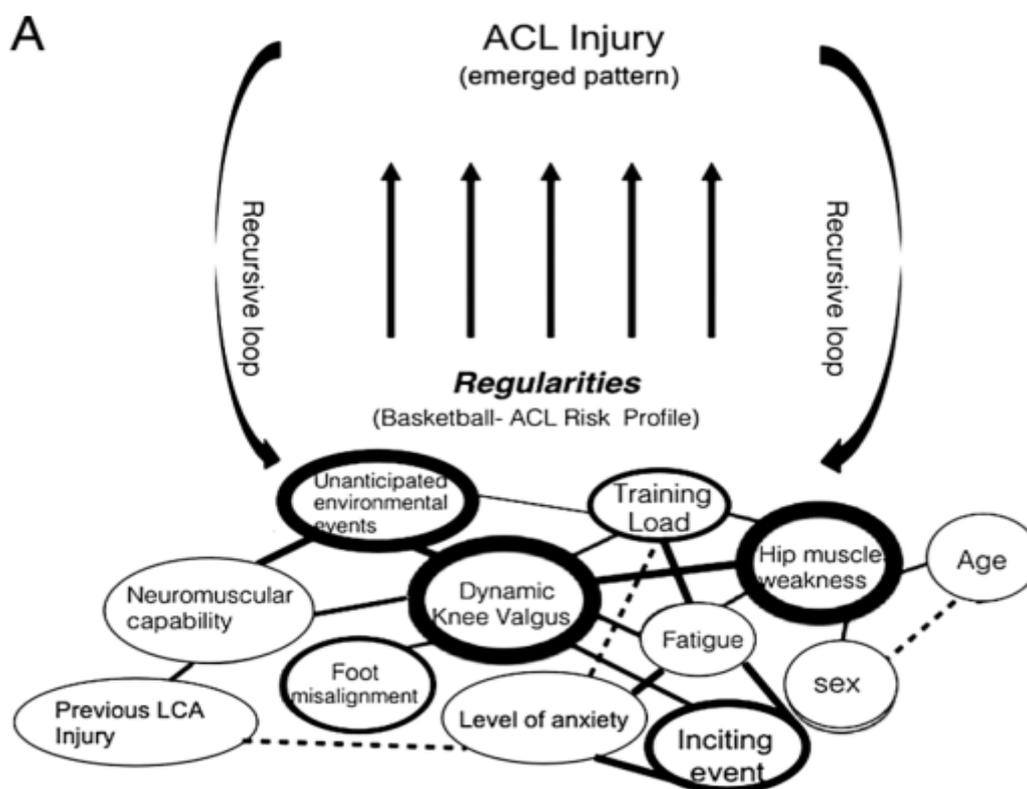 A
ACL Injury
(emerged pattern)
Recursive loop
Recursive loop
Regularities
(Basketball- ACL Risk Profile)
Unanticipated
environmental
events
Training
Load
Hip muscles
weakness
Age
Neuromuscular
capability
Dynamic
Knee Valgus
Fatigue
Foot
misalignment
sex
Previous LCA
Injury
Level of anxiety
Inciting
event